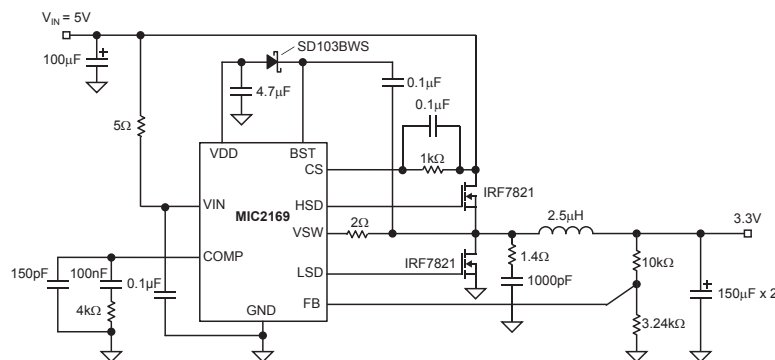 VIN = 5V
SD103BWS
100µF
4.7µF
0.1µF
0.1µF
5Ω
VDD
BST
CS
1kΩ
IRF7821
HSD
VIN
MIC2169
2.5µH
3.3V
VSW
2Ω
COMP
IRF7821
1.4Ω
10kΩ
150pF
100nF
0.1µF
LSD
1000pF
150µF x 2
4kΩ
GND
FB
3.24kΩ